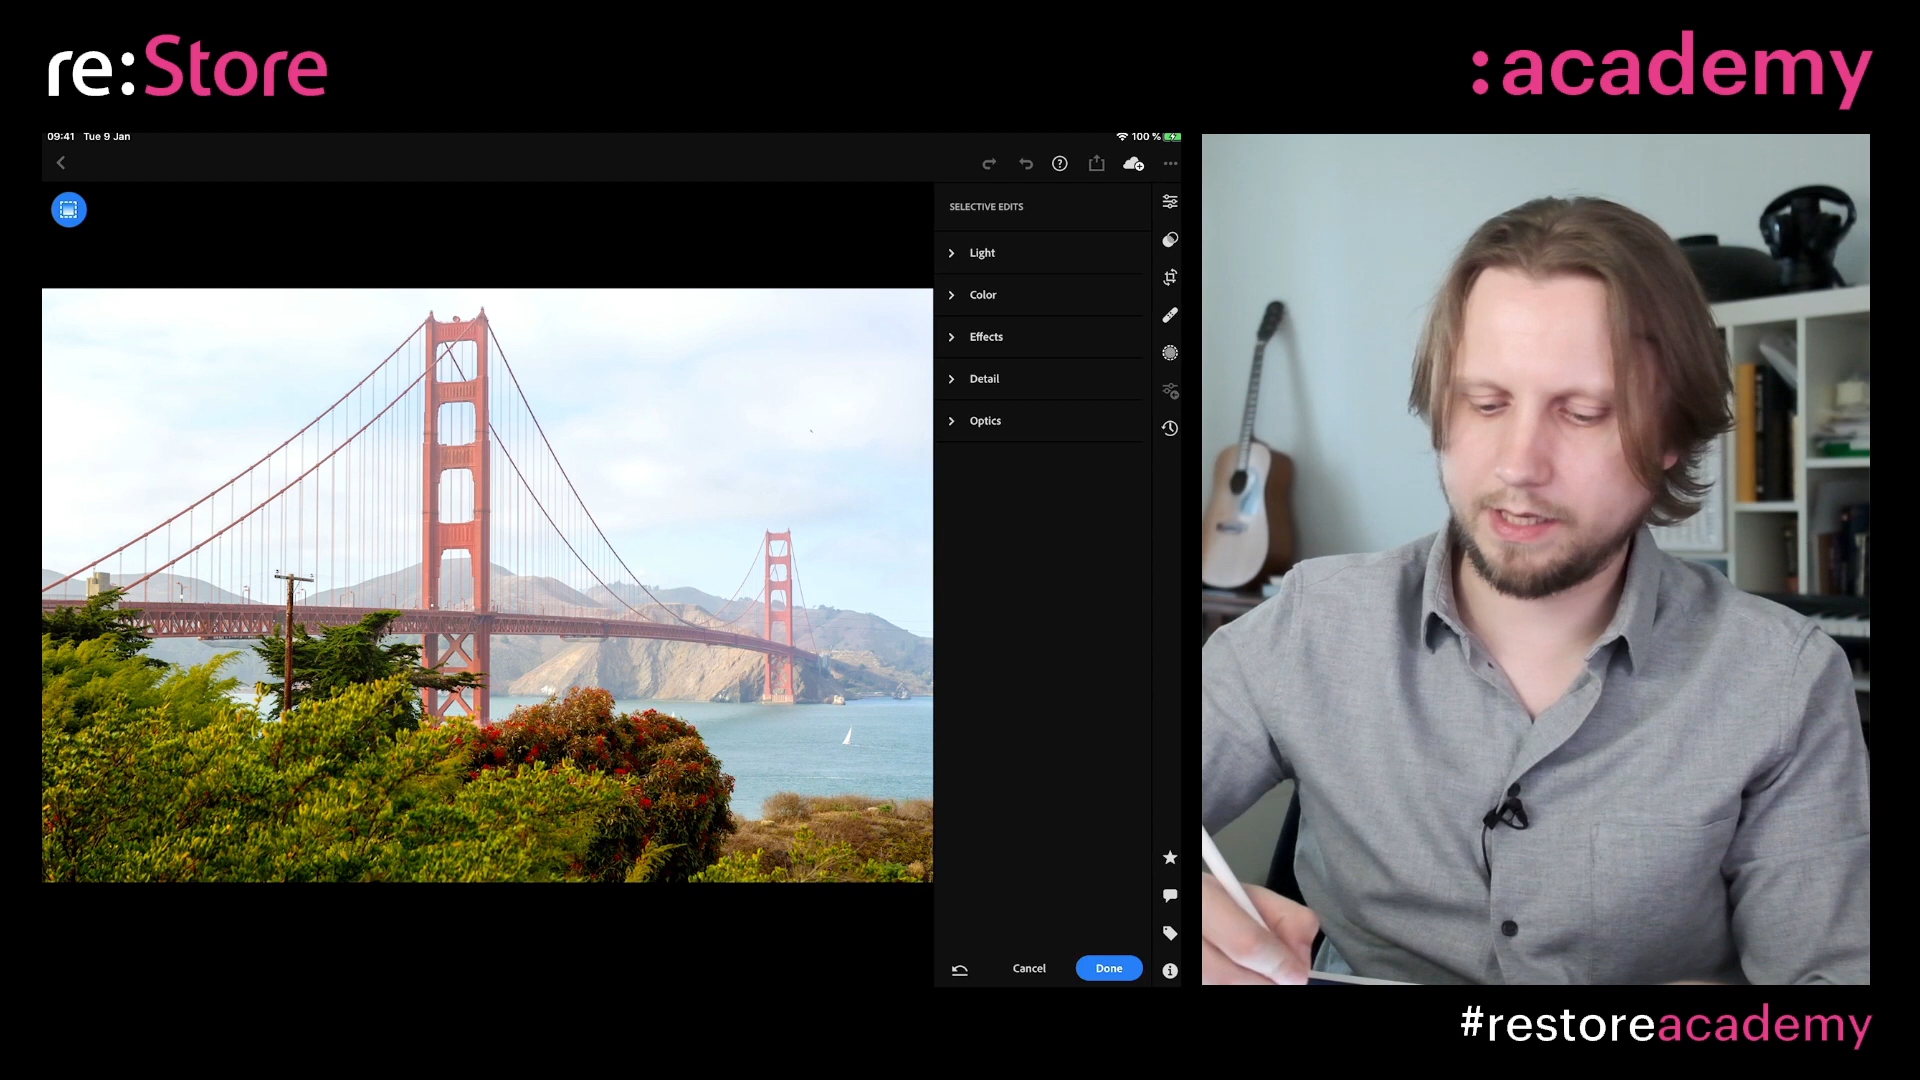 re:Store
:academy
09:41 Tue 9 Jan
100 %
SELECTIVE EDITS
Light
Color
Effects
Detail
Optics
Cancel
Done
#restoreacademy